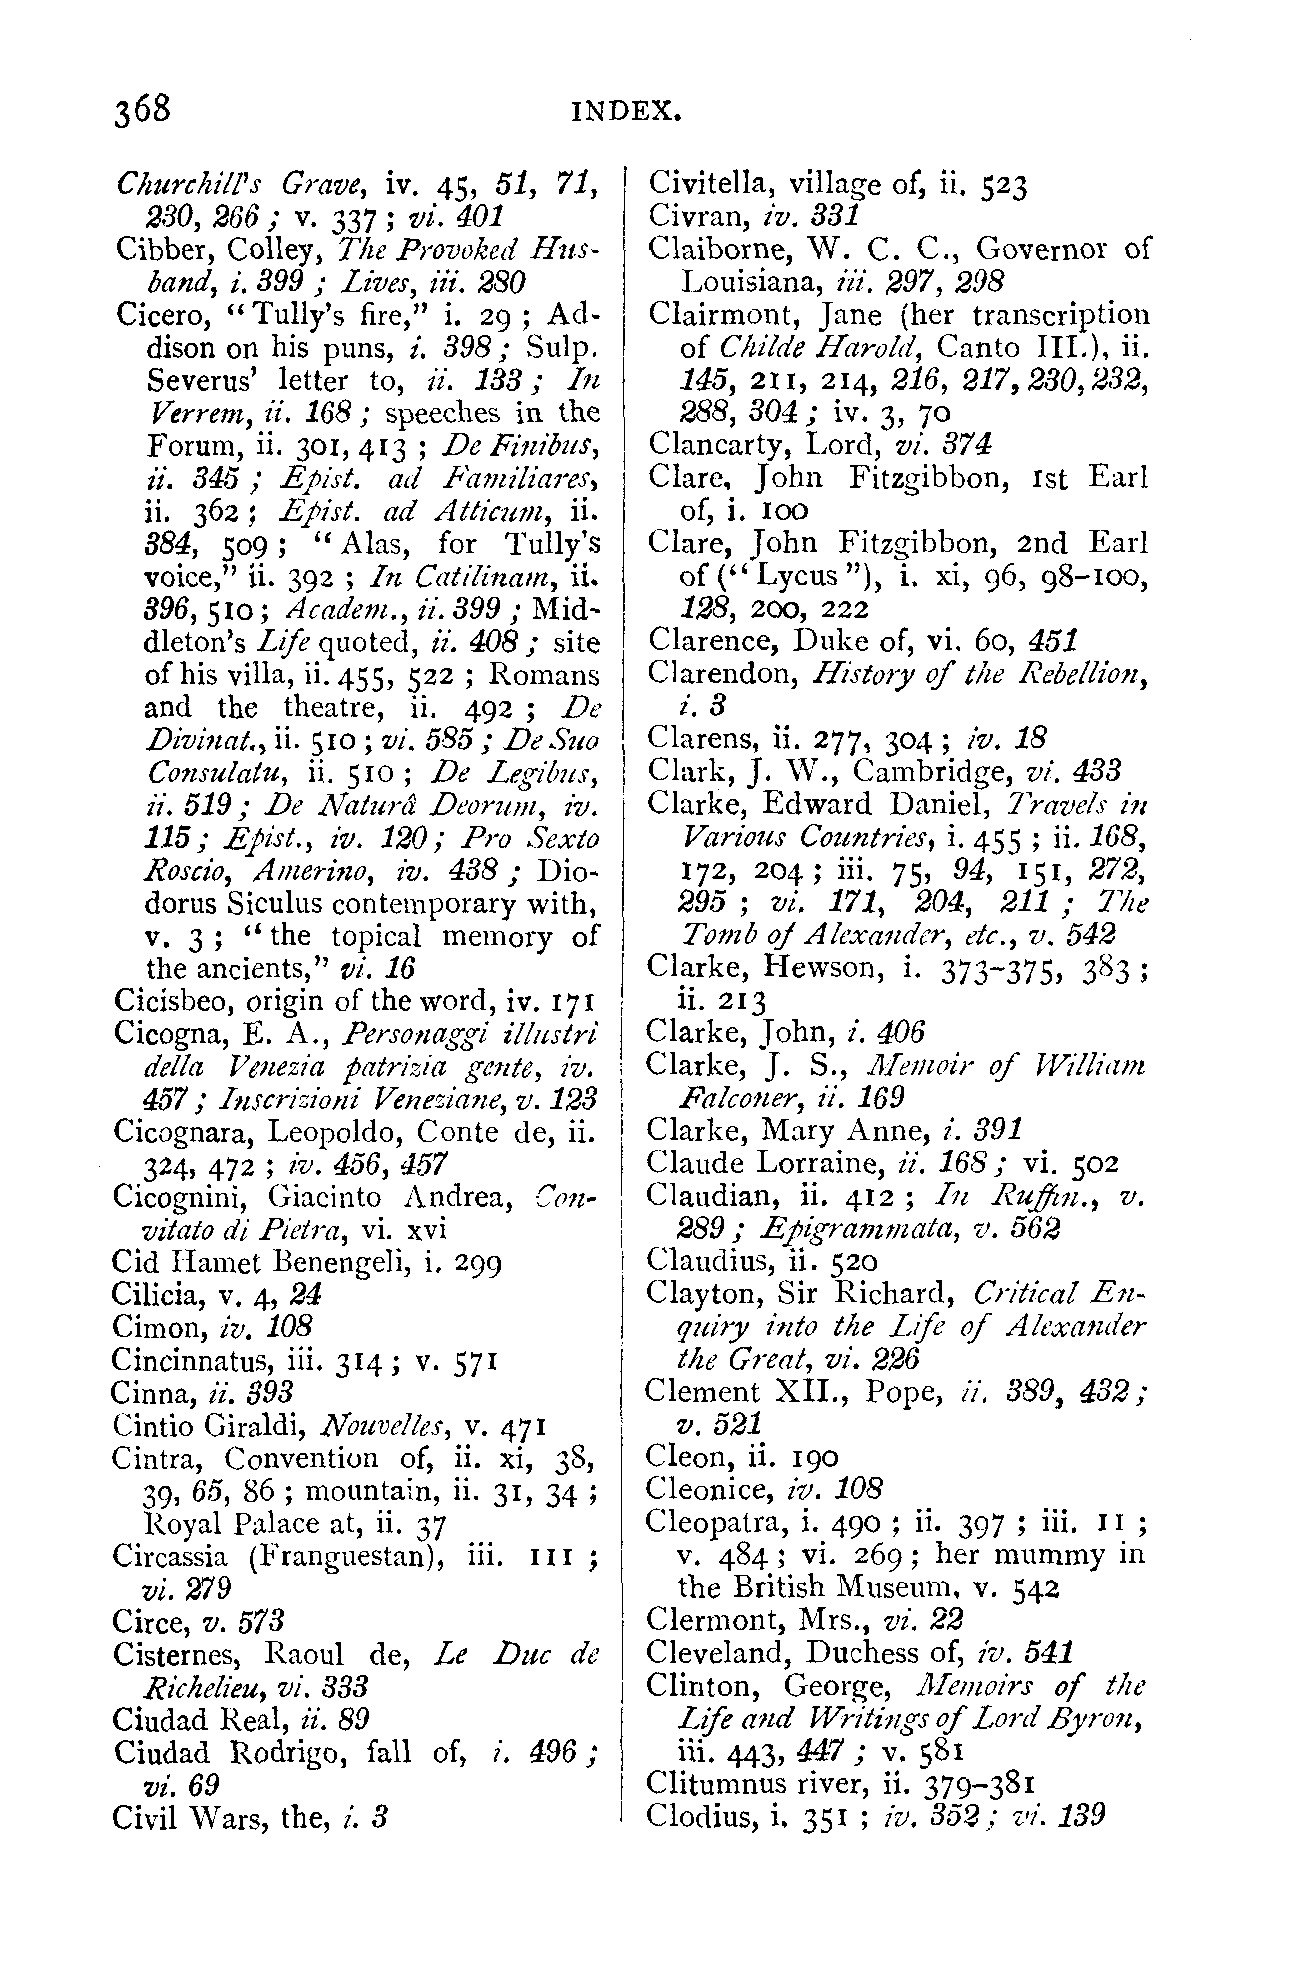 368 INDEX.
Churchill's Grave, iv. 45, 51, 71,
230, 266; v. 337; vi. 401
Cibber, Colley, The Provoked Hus-
band, i. 399; Lives, iii. 280
Cicero, “Tully's fire,” i. 29; Ad-
dison on his puns, i. 398; Sulp.
Severus' letter to, ii. 133; In
Verrem, ii. 168; speeches in the
Forum, ii. 301, 413; De Finibus,
ii. 345; Epist. ad Familiares,
ii. 362; Epist. ad Atticum, ii.
384, 509; “Alas, for Tully's
voice,” ii. 392; In Catilinam, ii.
396, 510; Academ., ii. 399; Mid-
dleton's Life quoted, ii. 408; site
of his villa, ii. 455, 522; Romans
and the theatre, ii. 492; De
Divinat., ii. 510; vi. 585; De Suo
Consulatu, ii. 510; De Legibus,
ii. 519; De Naturâ Deorum, iv.
115; Epist., iv. 120; Pro Sexto
Roscio, Amerino, iv. 438; Dio-
dorus Siculus contemporary with,
v. 3; “the topical memory of
the ancients,” vi. 16
Cicisbeo, origin of the word, iv. 171
Cicogna, E. A., Personaggi illustri
della Venezia patrizia gente, iv.
457; Inscrizioni Veneziane, v. 123
Cicognara, Leopoldo, Conte de, ii.
324, 472; iv. 456, 457
Cicognini, Giacinto Andrea, Con-
vitato di Pietra, vi. xvi
Cid Hamet Benengeli, i. 299
Cilicia, v. 4, 24
Cimon, iv. 108
Cincinnatus, iii. 314; v. 571
Cinna, ii. 393
Cintio Giraldi, Nouvelles, v. 471
Cintra, Convention of, ii. xi, 38,
39, 65, 86; mountain, ii. 31, 34;
Royal Palace at, ii. 37
Circassia (Franguestan), iii. 111;
vi. 279
Circe, v. 573
Cisternes, Raoul de, Le Duc de
Richelieu, vi. 333
Ciudad Real, ii. 89
Ciudad Rodrigo, fall of, i. 496;
vi. 69
Civil Wars, the, i. 3
Civitella, village of, ii. 523
Civran, iv. 331
Claiborne, W. C. C., Governor of
Louisiana, iii. 297, 298
Clairmont, Jane (her transcription
of Childe Harold, Canto III.), ii.
145, 211, 214, 216, 217, 230, 232,
288, 304; iv. 3, 70
Clancarty, Lord, vi. 374
Clare, John Fitzgibbon, 1st Earl
of, i. 100
Clare, John Fitzgibbon, 2nd Earl
of (“Lycus”), i. xi, 96, 98–100,
128, 200, 222
Clarence, Duke of, vi. 60, 451
Clarendon, History of the Rebellion,
i. 3
Clarens, ii. 277, 304; iv. 18
Clark, J. W., Cambridge, vi. 433
Clarke, Edward Daniel, Travels in
Various Countries, i. 455; ii. 168,
172, 204; iii. 75, 94, 151, 272,
295; vi. 171, 204, 211; The
Tomb of Alexander, etc., v. 542
Clarke, Hewson, i. 373–375, 383;
ii. 213
Clarke, John, i. 406
Clarke, J. S., Memoir of William
Falconer, ii. 169
Clarke, Mary Anne, i. 391
Claude Lorraine, ii. 168; vi. 502
Claudian, ii. 412; In Ruffin., v.
289; Epigrammata, v. 562
Claudius, ii. 520
Clayton, Sir Richard, Critical En-
quiry into the Life of Alexander
the Great, vi. 226
Clement XII., Pope, ii. 389, 432;
v. 521
Cleon, ii. 190
Cleonice, iv. 108
Cleopatra, i. 490; ii. 397; iii. 11;
v. 484; vi. 269; her mummy in
the British Museum, v. 542
Clermont, Mrs., vi. 22
Cleveland, Duchess of, iv. 541
Clinton, George, Memoirs of the
Life and Writings of Lord Byron,
iii. 443, 447; v. 581
Clitumnus river, ii. 379–381
Clodius, i. 351; iv. 352; vi. 139